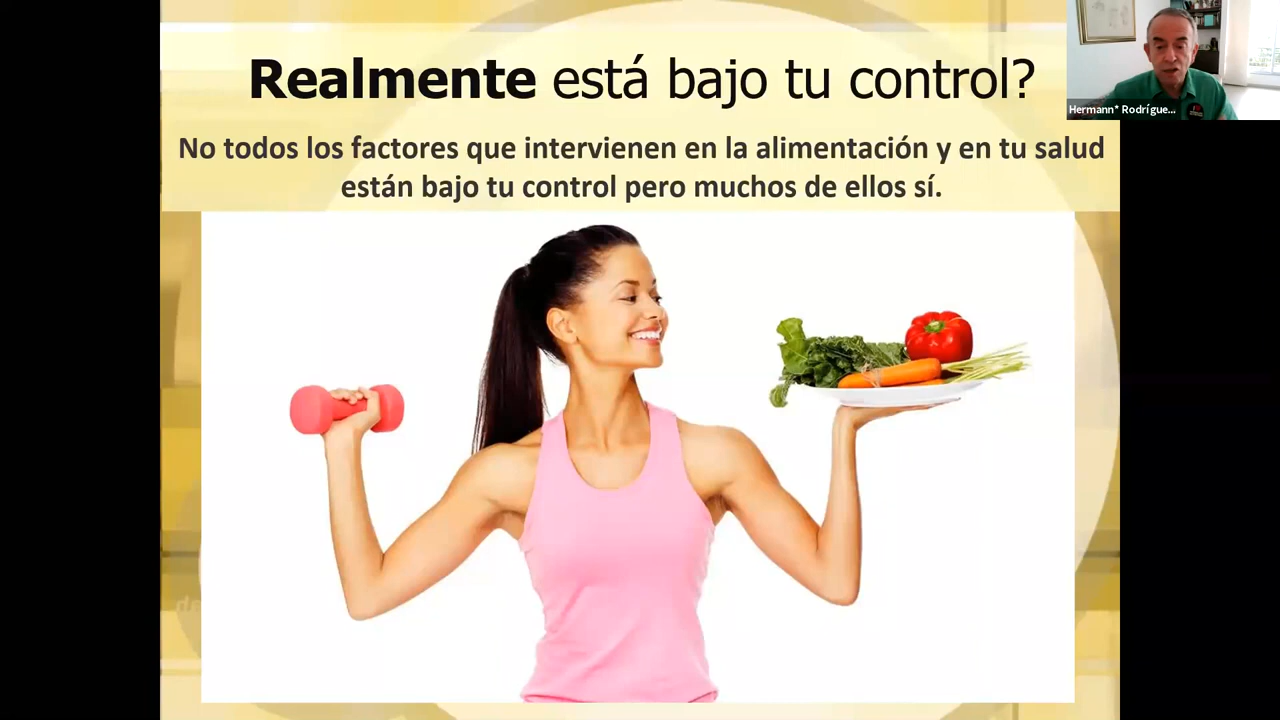 Realmente está bajo tu control?
No todos los factores que intervienen en la alimentación y en tu salud
están bajo tu control pero muchos de ellos sí.
Hermann* Rodrígue...